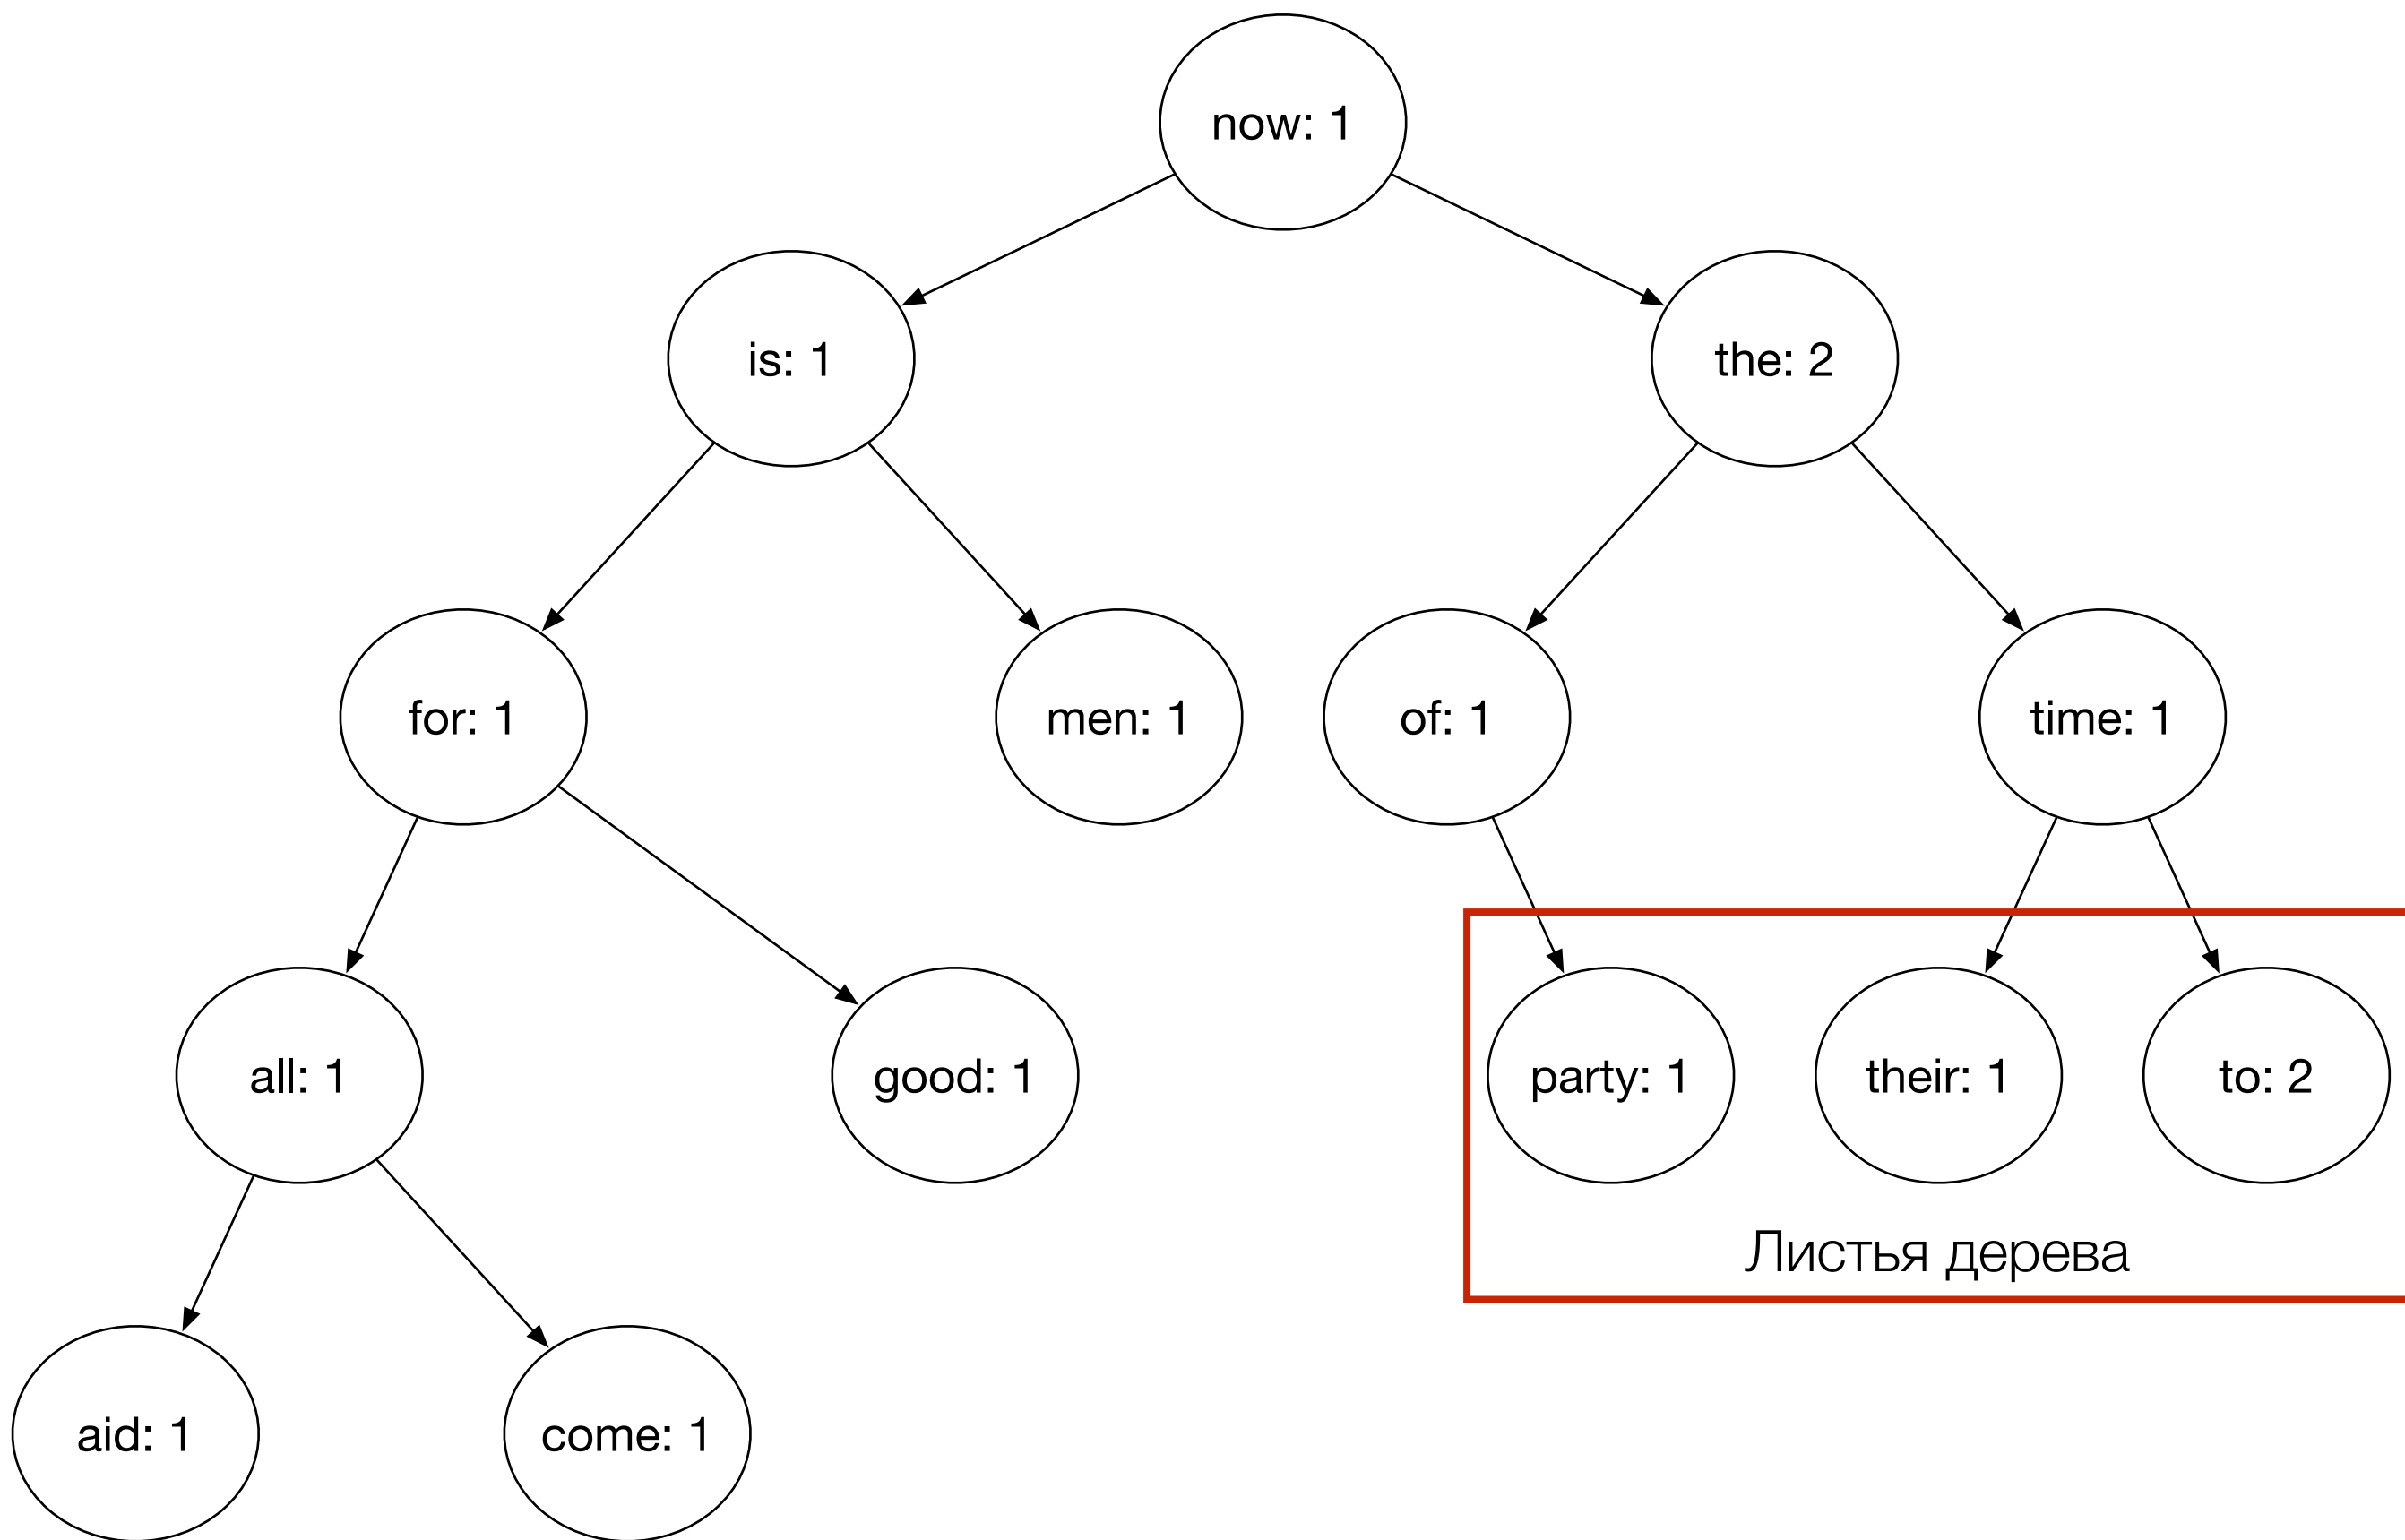 now: 1
is: 1
the: 2
for: 1
men: 1
of: 1
time: 1
all: 1
good: 1
party: 1
their: 1
to: 2
Листья дерева
aid: 1
come: 1